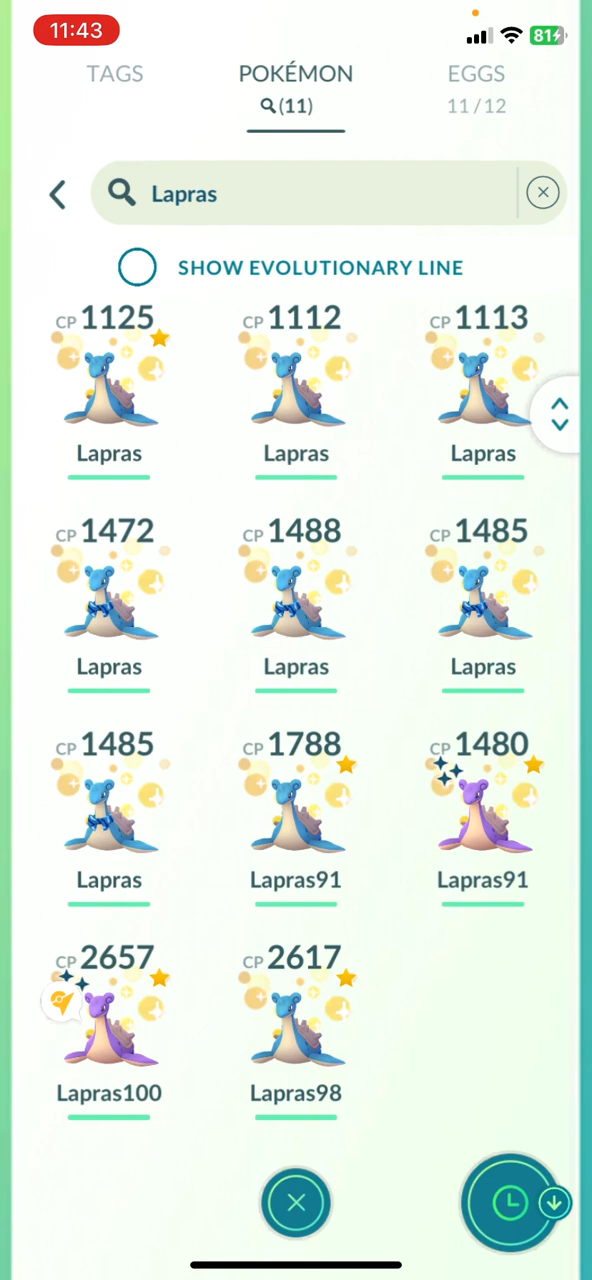 11:43
81
TAGS
POKÉMON
EGGS
(11)
11/12
Lapras
SHOW EVOLUTIONARY LINE
CP 1125
CP 1112
CP 1113
Lapras
Lapras
Lapras
CP 1472
CP 1488
CP 1485
Lapras
Lapras
Lapras
CP 1485
CP 1788
CP 1480
Lapras
Lapras91
Lapras91
CP 2657
CP 2617
Lapras100
Lapras98